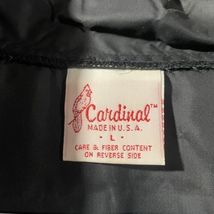 Cardinal™
MADE IN U.S.A.
- L -
CARE & FIBER CONTENT
ON REVERSE SIDE